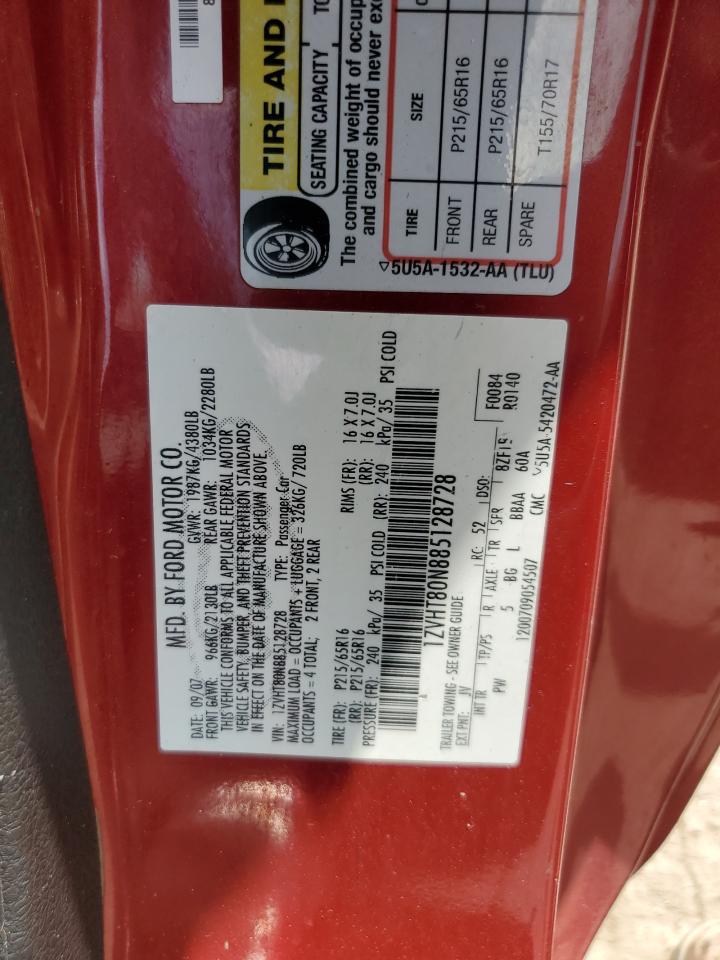 TIRE AND
SEATING CAPACITY
The combined weight of occup
and cargo should never exc
TIRE SIZE
FRONT P215/65R16
REAR P215/65R16
SPARE T155/70R17
5U5A-1532-AA (TLU)
MFD. BY FORD MOTOR CO.
DATE: 09/07 GVWR: 1987KG/4380LB
FRONT GAWR: 966KG/2130LB REAR GAWR: 1034KG/2280LB
THIS VEHICLE CONFORMS TO ALL APPLICABLE FEDERAL MOTOR
VEHICLE SAFETY, BUMPER, AND THEFT PREVENTION STANDARDS
IN EFFECT ON THE DATE OF MANUFACTURE SHOWN ABOVE.
VIN: 1ZVHT80N885128728 TYPE: Passenger Car
MAXIMUM LOAD = OCCUPANTS + LUGGAGE = 326KG/720LB
OCCUPANTS = 4 TOTAL; 2 FRONT, 2 REAR
TIRE (FR): P215/65R16 RIMS (FR): 16 X 7.0J
(RR): P215/65R16 (RR): 16 X 7.0J
PRESSURE (FR): 240 kPa/ 35 PSI COLD (RR): 240 kPa/ 35 PSI COLD
1ZVHT80N885128728
TRAILER TOWING - SEE OWNER GUIDE
EXT PNT: JV RC: 52 DSO: F0084
INT TR TP/PS R AXLE TR SFR R0140
PW 5 BG L BBAA 60A
1200709054507 CMC 5U5A-5420472-AA